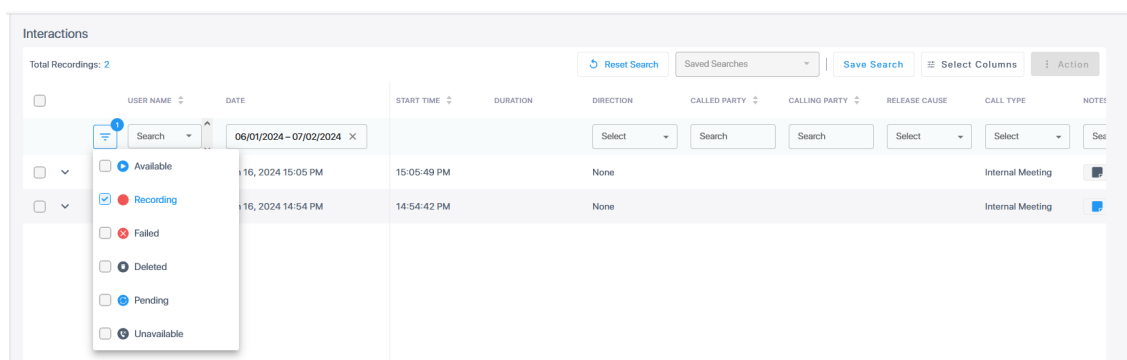 Interactions
Total Recordings: 2
Reset Search
Saved Searches
Save Search
Select Columns
Action
USER NAME DATE START TIME DURATION DIRECTION CALLED PARTY CALLING PARTY RELEASE CAUSE CALL TYPE NOTES
1
Search 06/01/2024 – 07/02/2024 Select Search Search Select Select Sea
Available
16, 2024 15:05 PM 15:05:49 PM None Internal Meeting
Recording
16, 2024 14:54 PM 14:54:42 PM None Internal Meeting
Failed
Deleted
Pending
Unavailable